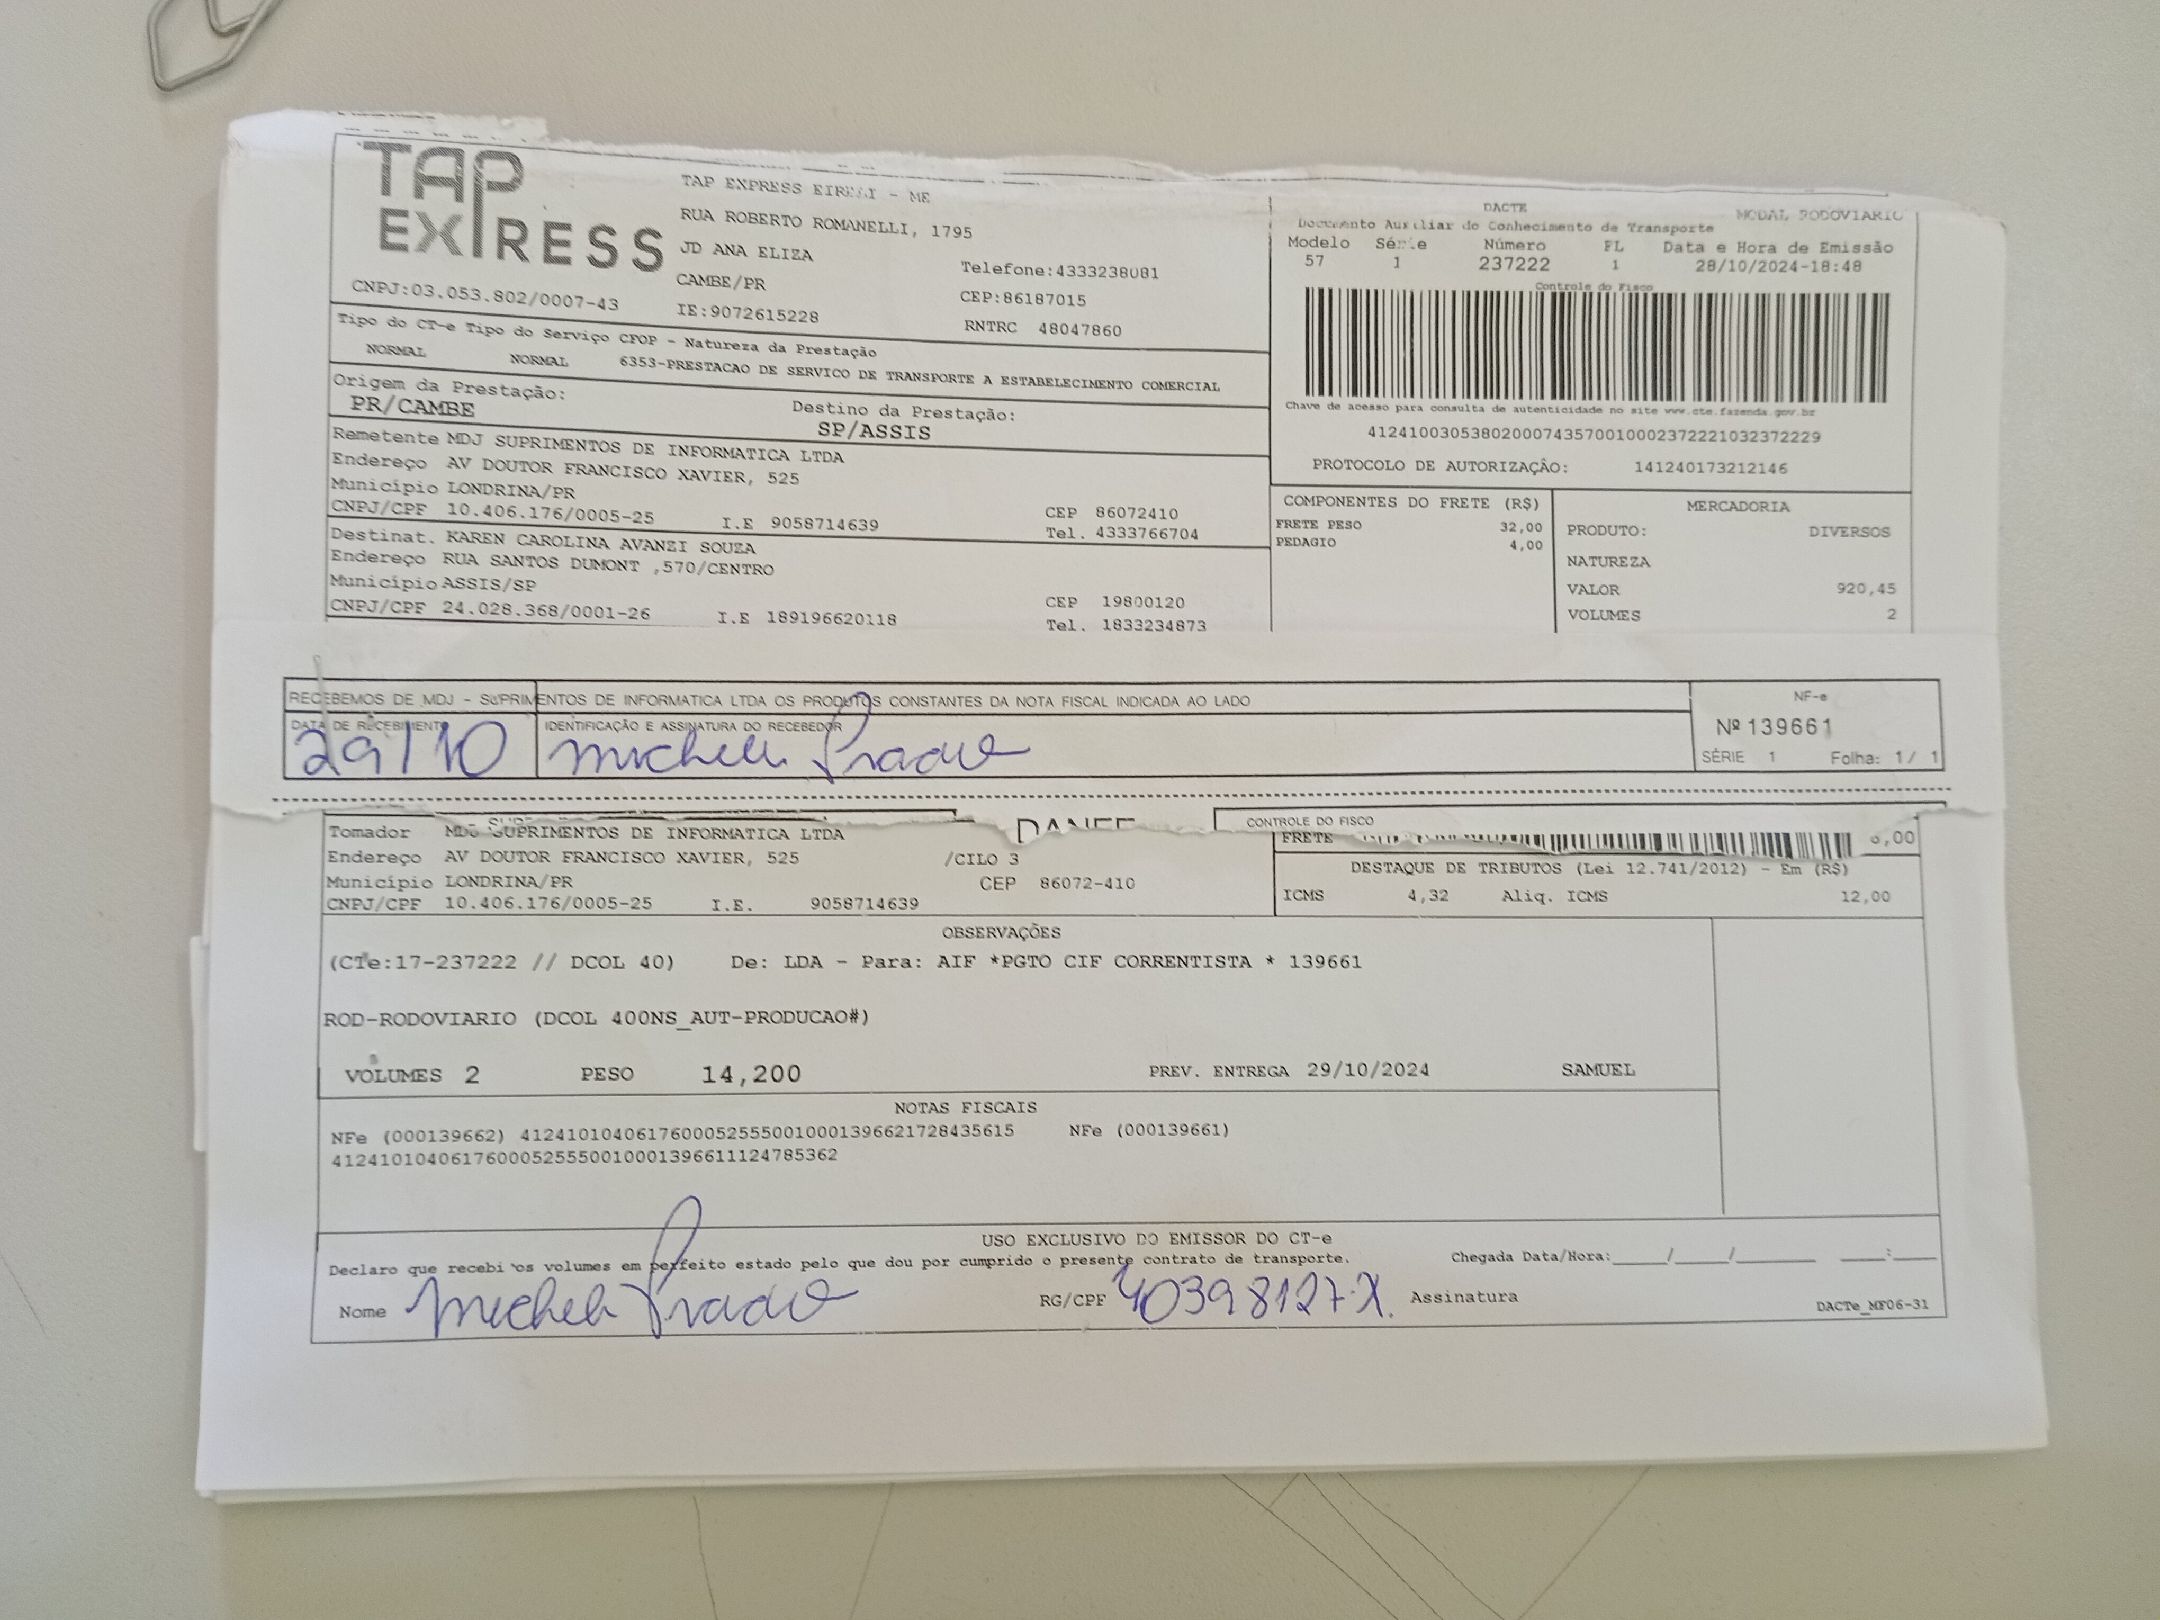 TAP EXPRESS
TAP EXPRESS EIRELI - ME
RUA ROBERTO ROMANELLI, 1795
JD ANA ELIZA
CAMBE/PR
IE:9072615228
Telefone:4333238081
CEP:86187015
RNTRC 48047860
CNPJ:03.053.802/0007-43
DACTE
MODAL RODOVIARIO
Documento Auxiliar do Conhecimento de Transporte
Modelo Série Número FL Data e Hora de Emissão
57 1 237222 1 28/10/2024-18:48
Controle do Fisco
Chave de acesso para consulta de autenticidade no site www.cte.fazenda.gov.br
41241003053802000743570010002372221032372229
PROTOCOLO DE AUTORIZAÇÃO: 141240173212146
Tipo do CT-e Tipo do Serviço CFOP - Natureza da Prestação
NORMAL NORMAL 6353-PRESTACAO DE SERVICO DE TRANSPORTE A ESTABELECIMENTO COMERCIAL
Origem da Prestação: Destino da Prestação:
PR/CAMBE SP/ASSIS
Remetente MDJ SUPRIMENTOS DE INFORMATICA LTDA
Endereço AV DOUTOR FRANCISCO XAVIER, 525
Município LONDRINA/PR CEP 86072410
CNPJ/CPF 10.406.176/0005-25 I.E 9058714639 Tel. 4333766704
Destinat. KAREN CAROLINA AVANZI SOUZA
Endereço RUA SANTOS DUMONT ,570/CENTRO
Município ASSIS/SP CEP 19800120
CNPJ/CPF 24.028.368/0001-26 I.E 189196620118 Tel. 1833234873
COMPONENTES DO FRETE (R$)
FRETE PESO 32,00
PEDAGIO 4,00
MERCADORIA
PRODUTO: DIVERSOS
NATUREZA
VALOR 920,45
VOLUMES 2
RECEBEMOS DE MDJ - SUPRIMENTOS DE INFORMATICA LTDA OS PRODUTOS CONSTANTES DA NOTA FISCAL INDICADA AO LADO
DATA DE RECEBIMENTO IDENTIFICAÇÃO E ASSINATURA DO RECEBEDOR
29/10 Micheli Prado
NF-e
Nº 139661
SÉRIE 1 Folha: 1/ 1
DANFE
CONTROLE DO FISCO
Tomador MDJ SUPRIMENTOS DE INFORMATICA LTDA
Endereço AV DOUTOR FRANCISCO XAVIER, 525 /CILO 3
Município LONDRINA/PR CEP 86072-410
CNPJ/CPF 10.406.176/0005-25 I.E. 9058714639
FRETE
DESTAQUE DE TRIBUTOS (Lei 12.741/2012) - Em (R$)
ICMS 4,32 Aliq. ICMS 12,00
OBSERVAÇÕES
(CTe:17-237222 // DCOL 40) De: LDA - Para: AIF *PGTO CIF CORRENTISTA * 139661
ROD-RODOVIARIO (DCOL 400NS_AUT-PRODUCAO#)
VOLUMES 2 PESO 14,200 PREV. ENTREGA 29/10/2024 SAMUEL
NOTAS FISCAIS
NFe (000139662) 41241010406176000525550010001396621728435615 NFe (000139661)
41241010406176000525550010001396611124785362
USO EXCLUSIVO DO EMISSOR DO CT-e
Declaro que recebi os volumes em perfeito estado pelo que dou por cumprido o presente contrato de transporte. Chegada Data/Hora:____/____/______ ____:____
Nome Micheli Prado RG/CPF 40398127-X. Assinatura
DACTe_MF06-31